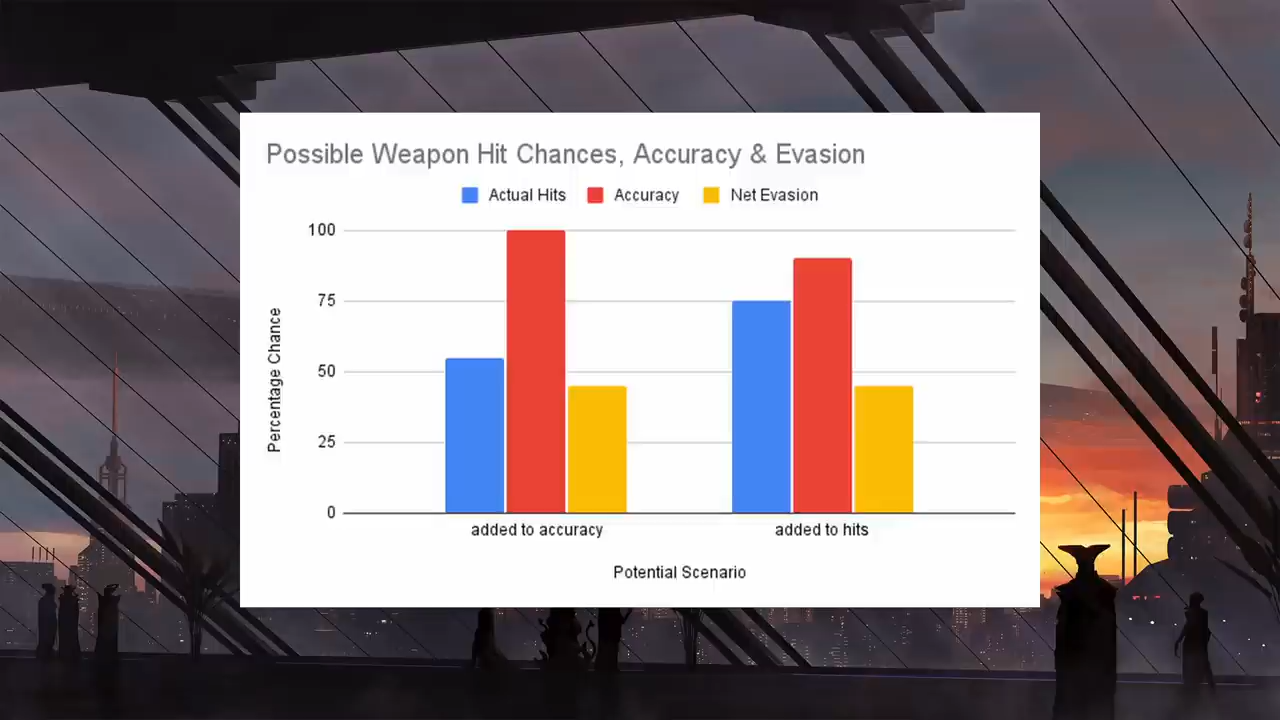 Possible Weapon Hit Chances, Accuracy & Evasion
Actual Hits Accuracy Net Evasion
100
75
50
25
0
Percentage Chance
added to accuracy added to hits
Potential Scenario